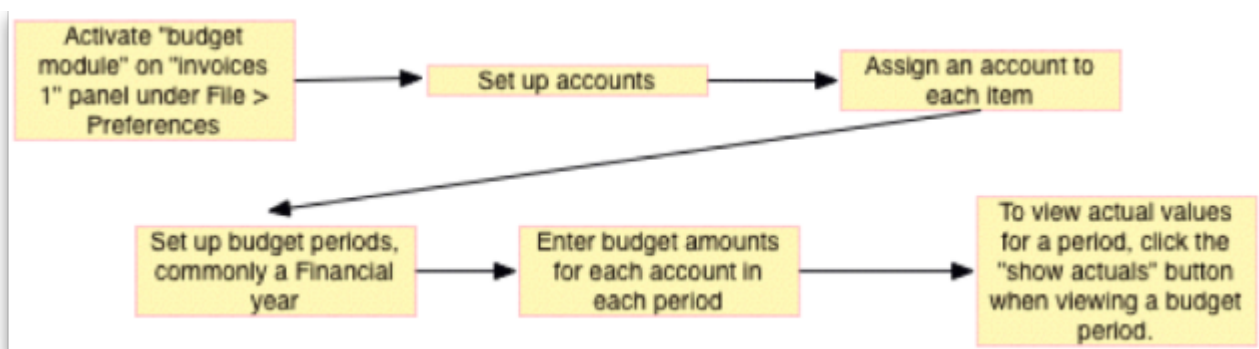 Activate "budget
module" on "invoices
1" panel under File >
Preferences
Set up accounts
Assign an account to
each item
Set up budget periods,
commonly a Financial
year
Enter budget amounts
for each account in
each period
To view actual values
for a period, click the
"show actuals" button
when viewing a budget
period.